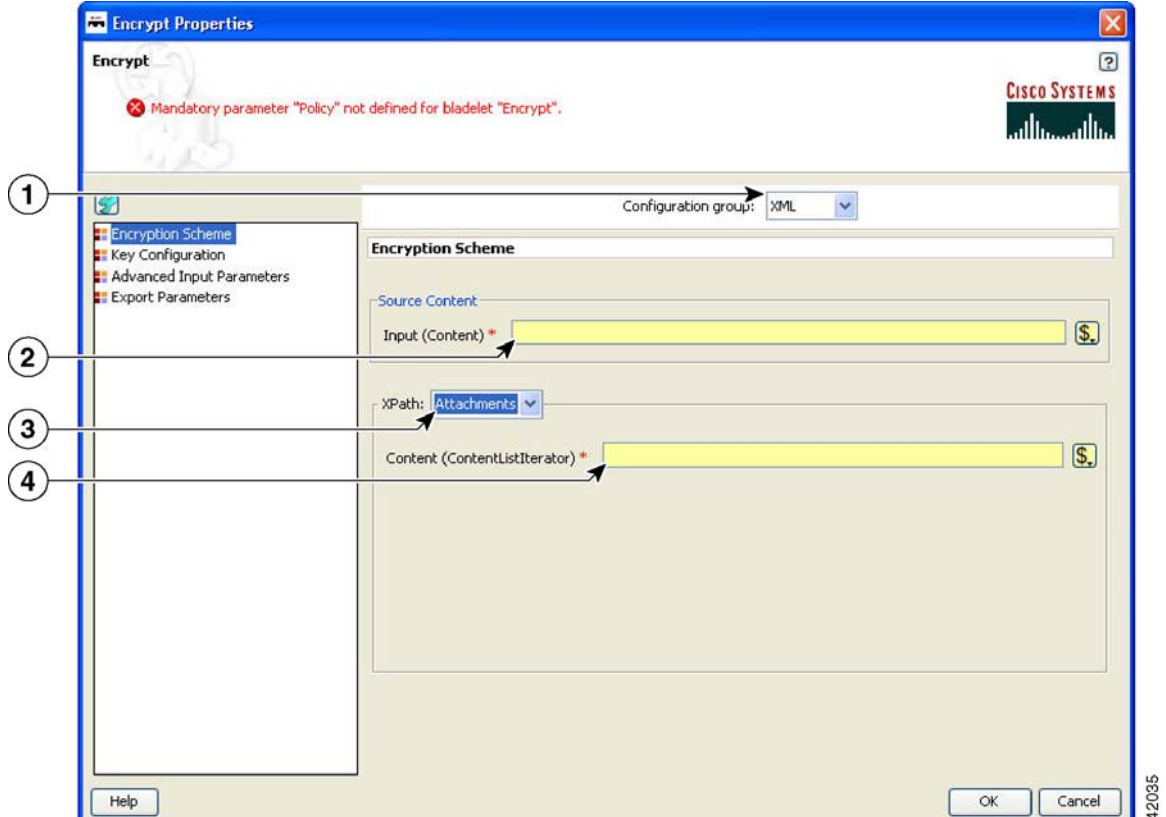 Encrypt Properties
Encrypt
Mandatory parameter "Policy" not defined for bladelet "Encrypt".
CISCO SYSTEMS
1
Configuration group: XML
Encryption Scheme
Key Configuration
Advanced Input Parameters
Export Parameters
Encryption Scheme
Source Content
Input (Content) *
$
2
XPath: Attachments
3
Content (ContentListIterator) *
$
4
Help
OK
Cancel
42035